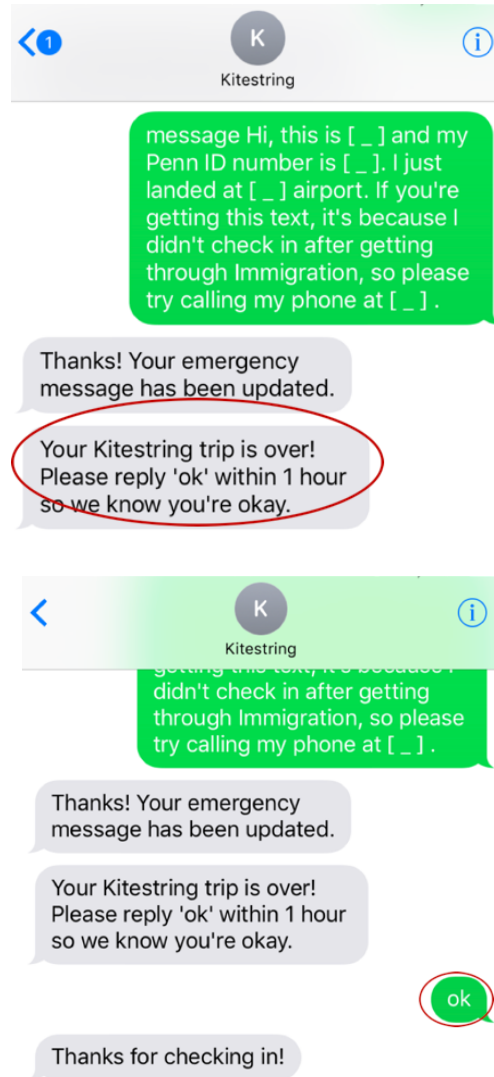 1
K
Kitestring
message Hi, this is [ _ ] and my
Penn ID number is [ _ ]. I just
landed at [ _ ] airport. If you're
getting this text, it's because I
didn't check in after getting
through Immigration, so please
try calling my phone at [ _ ] .
Thanks! Your emergency
message has been updated.
Your Kitestring trip is over!
Please reply 'ok' within 1 hour
so we know you're okay.
K
Kitestring
getting this text, it's because I
didn't check in after getting
through Immigration, so please
try calling my phone at [ _ ] .
Thanks! Your emergency
message has been updated.
Your Kitestring trip is over!
Please reply 'ok' within 1 hour
so we know you're okay.
ok
Thanks for checking in!